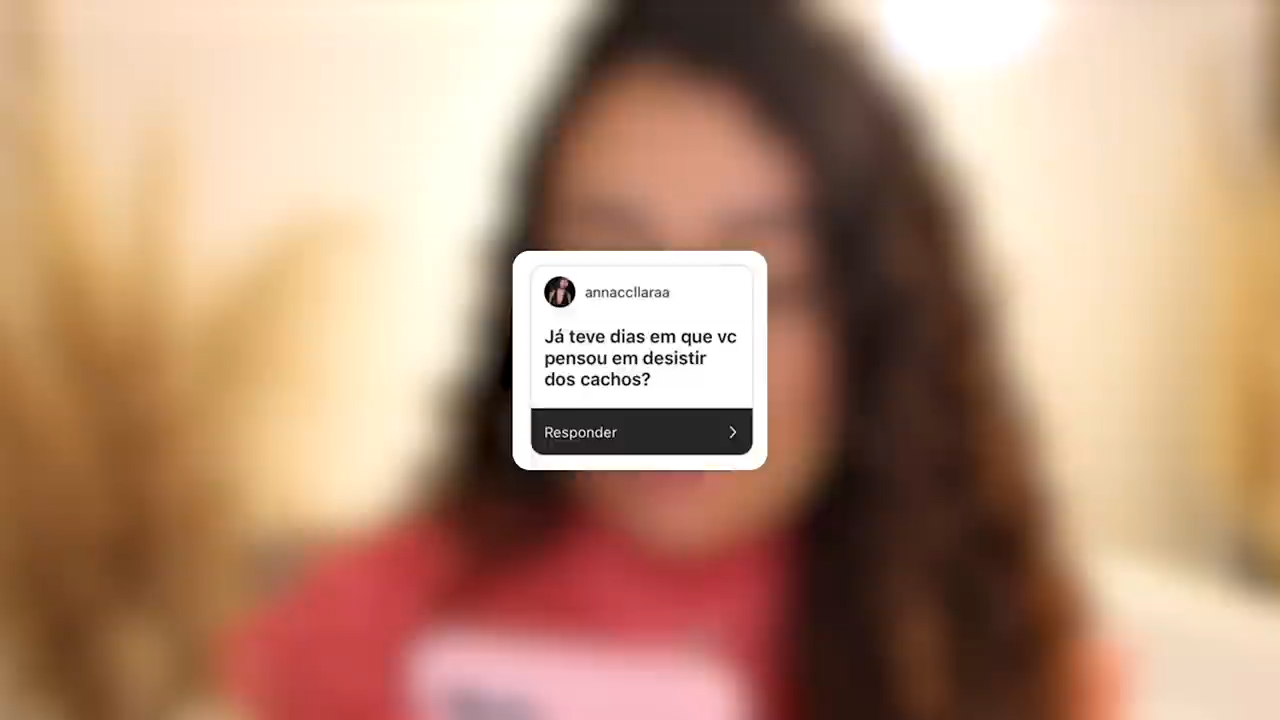 annaccllaraa
Já teve dias em que vc
pensou em desistir
dos cachos?
Responder